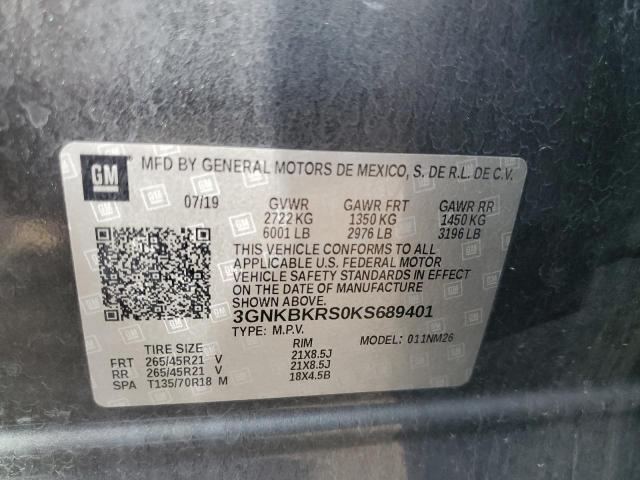 GM
MFD BY GENERAL MOTORS DE MEXICO, S. DE R.L. DE C.V.
07/19 GVWR GAWR FRT GAWR RR
2722 KG 1350 KG 1450 KG
6001 LB 2976 LB 3196 LB
THIS VEHICLE CONFORMS TO ALL
APPLICABLE U.S. FEDERAL MOTOR
VEHICLE SAFETY STANDARDS IN EFFECT
ON THE DATE OF MANUFACTURE
SHOWN ABOVE.
3GNKBKRS0KS689401
TYPE: M.P.V. MODEL: 011NM26
TIRE SIZE RIM
FRT 265/45R21 V 21X8.5J
RR 265/45R21 V 21X8.5J
SPA T135/70R18 M 18X4.5B